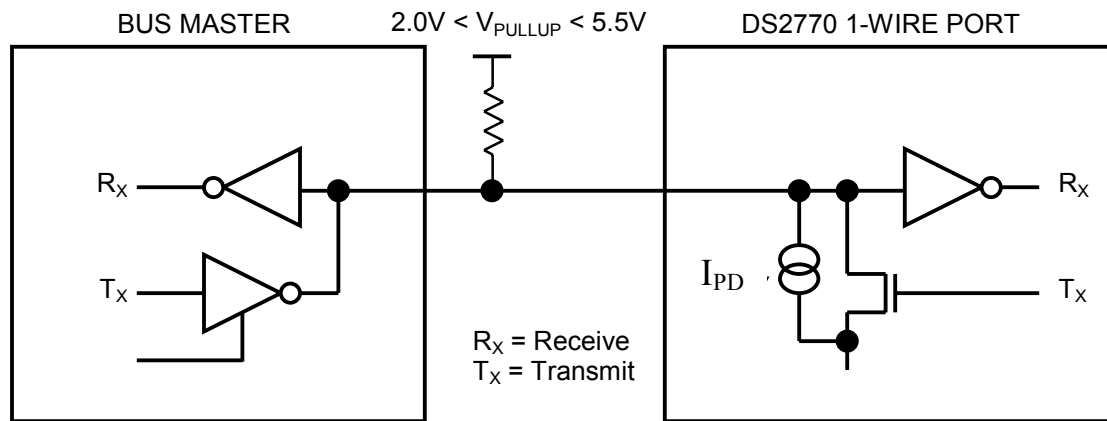 BUS MASTER
2.0V < VPULLUP < 5.5V
DS2770 1-WIRE PORT
RX
RX
TX
IPD
TX
RX = Receive
TX = Transmit